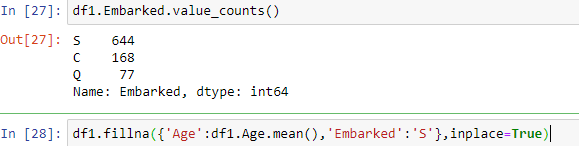 In [27]: df1.Embarked.value_counts()
Out[27]: S    644
C    168
Q     77
Name: Embarked, dtype: int64
In [28]: df1.fillna({'Age':df1.Age.mean(),'Embarked':'S'},inplace=True)